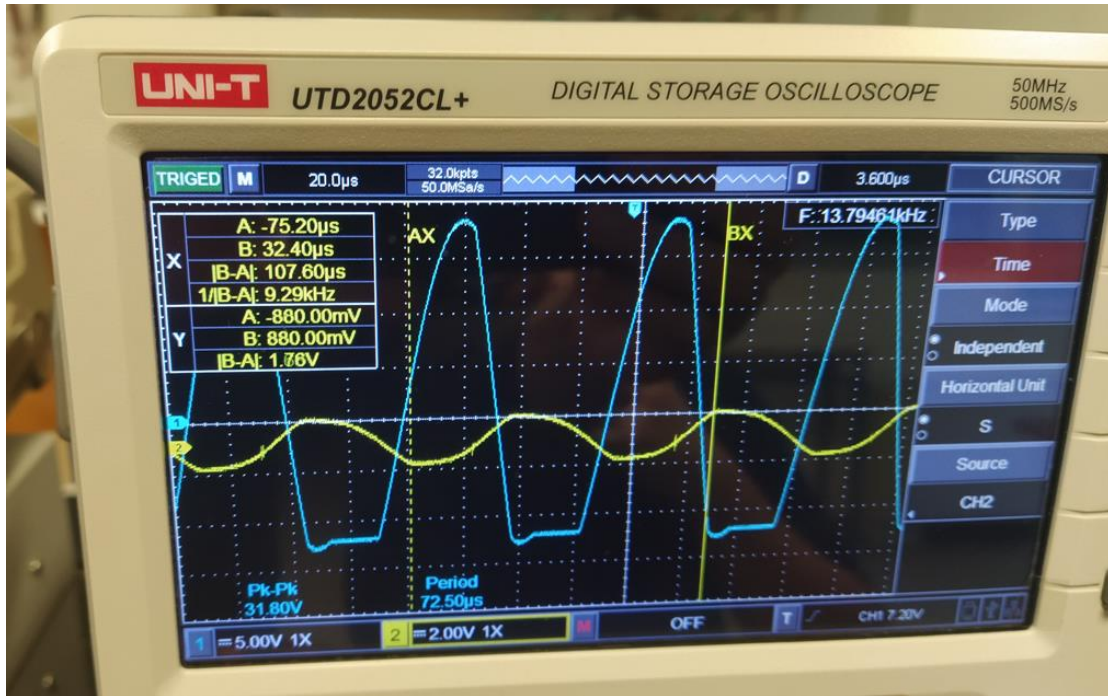 UNI-T UTD2052CL+ DIGITAL STORAGE OSCILLOSCOPE 50MHz
500MS/s
TRIGED M 20.0μs 32.0kpts D 3.600μs CURSOR
50.0MSa/s
T
F: 13.79461kHz
X
A: -75.20μs
B: 32.40μs
|B-A|: 107.60μs
1/|B-A|: 9.29kHz
Y
A: -880.00mV
B: 880.00mV
|B-A|: 1.76V
AX
BX
1
2
Type
Time
Mode
Independent
Horizontal Unit
S
Source
CH2
Pk-Pk
31.80V
Period
72.50μs
1 5.00V 1X 2 2.00V 1X M OFF T CH1 7.20V